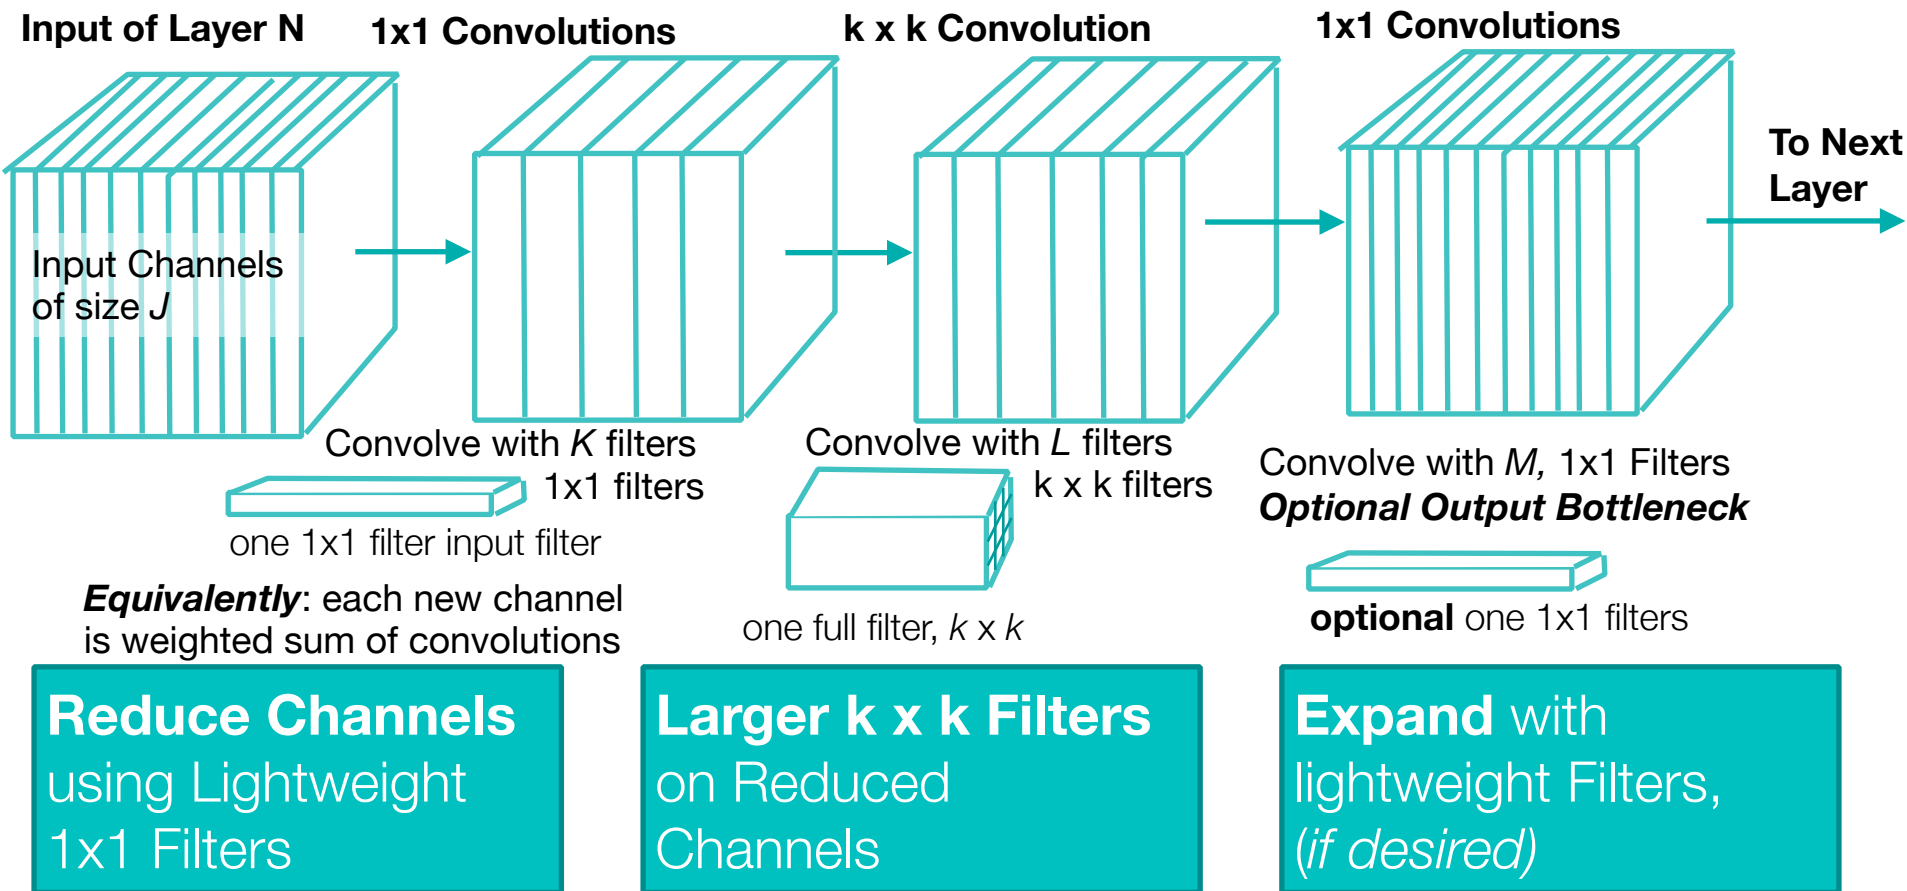 Input of Layer N
1x1 Convolutions
k x k Convolution
1x1 Convolutions
To Next
Layer
Input Channels
of size J
Convolve with K filters
1x1 filters
one 1x1 filter input filter
Equivalently: each new channel
is weighted sum of convolutions
Convolve with L filters
k x k filters
one full filter, k x k
Convolve with M, 1x1 Filters
Optional Output Bottleneck
optional one 1x1 filters
Reduce Channels
using Lightweight
1x1 Filters
Larger k x k Filters
on Reduced
Channels
Expand with
lightweight Filters,
(if desired)